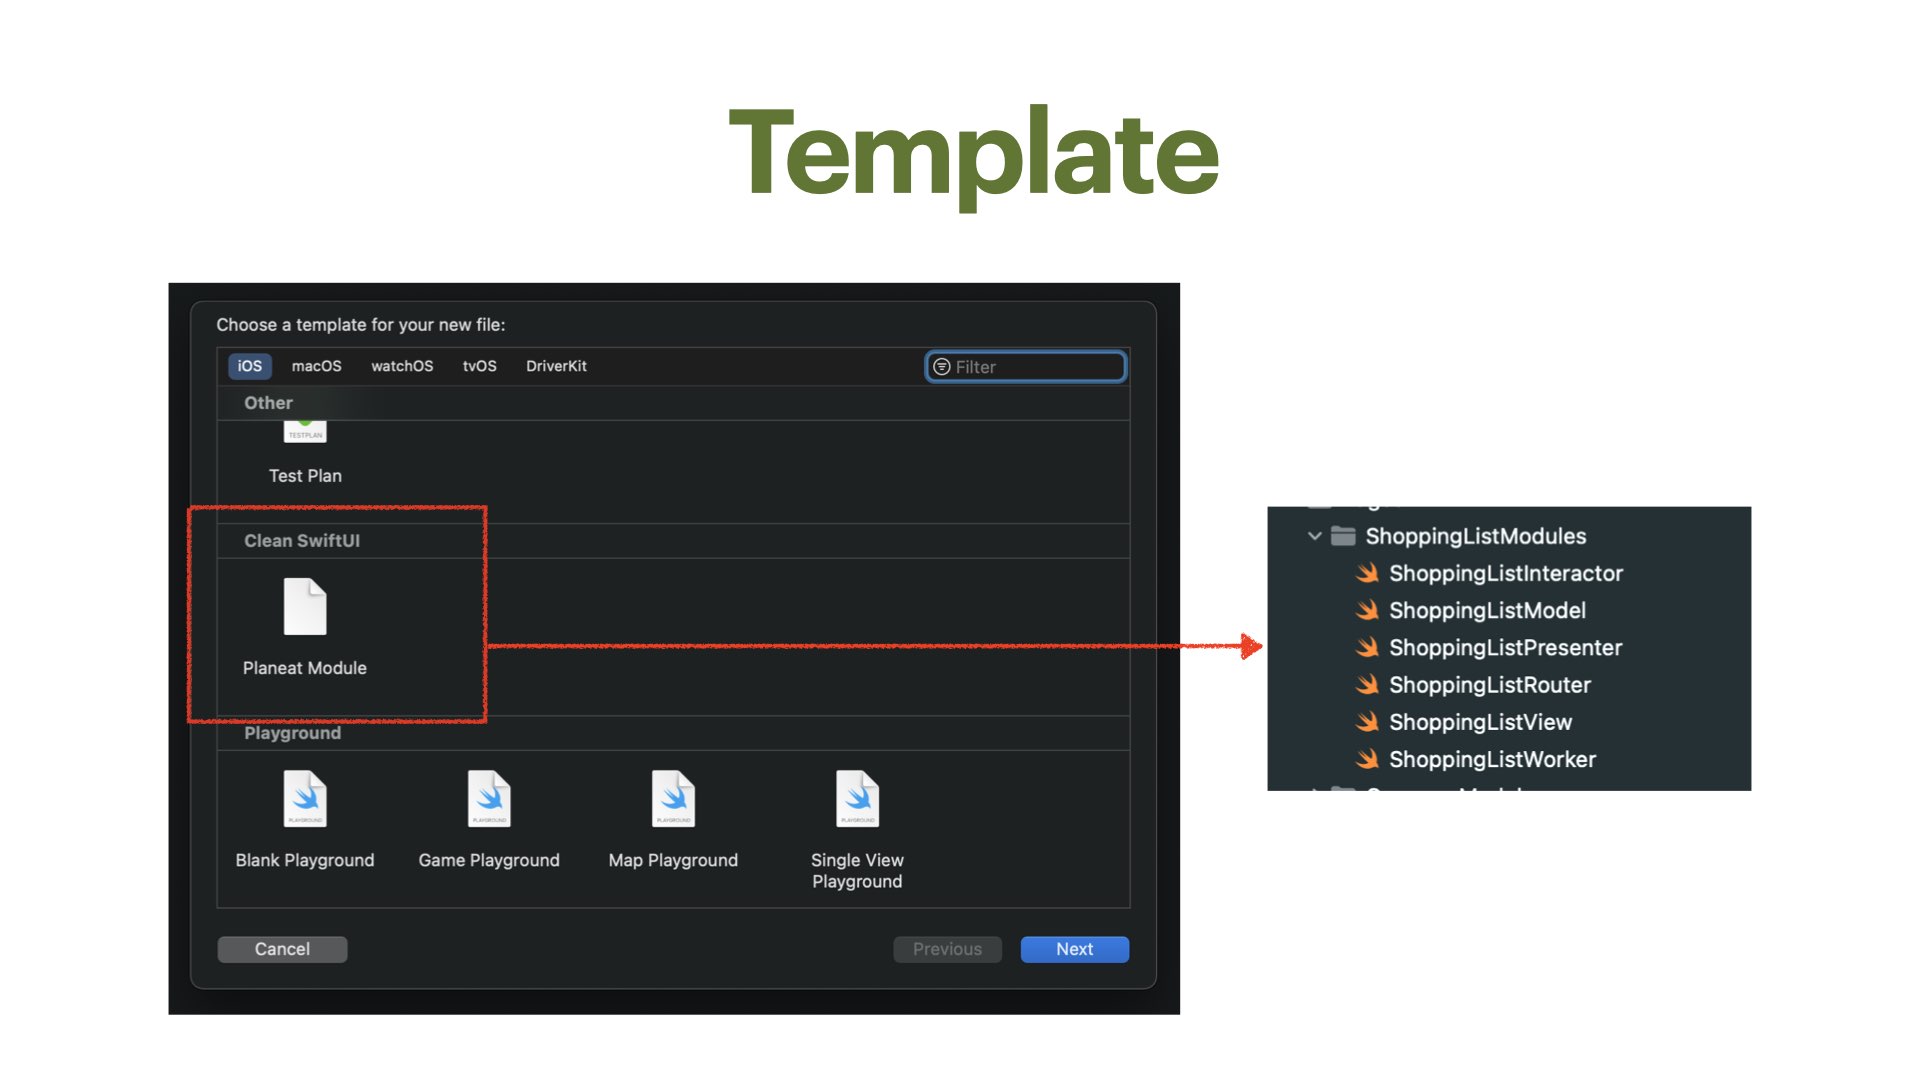 Template
Choose a template for your new file:
iOS macOS watchOS tvOS DriverKit Filter
Other
TESTPLAN
Test Plan
Clean SwiftUI
Planeat Module
Playground
PLAYGROUND PLAYGROUND PLAYGROUND PLAYGROUND
Blank Playground Game Playground Map Playground Single View
Playground
Cancel Previous Next
ShoppingListModules
ShoppingListInteractor
ShoppingListModel
ShoppingListPresenter
ShoppingListRouter
ShoppingListView
ShoppingListWorker